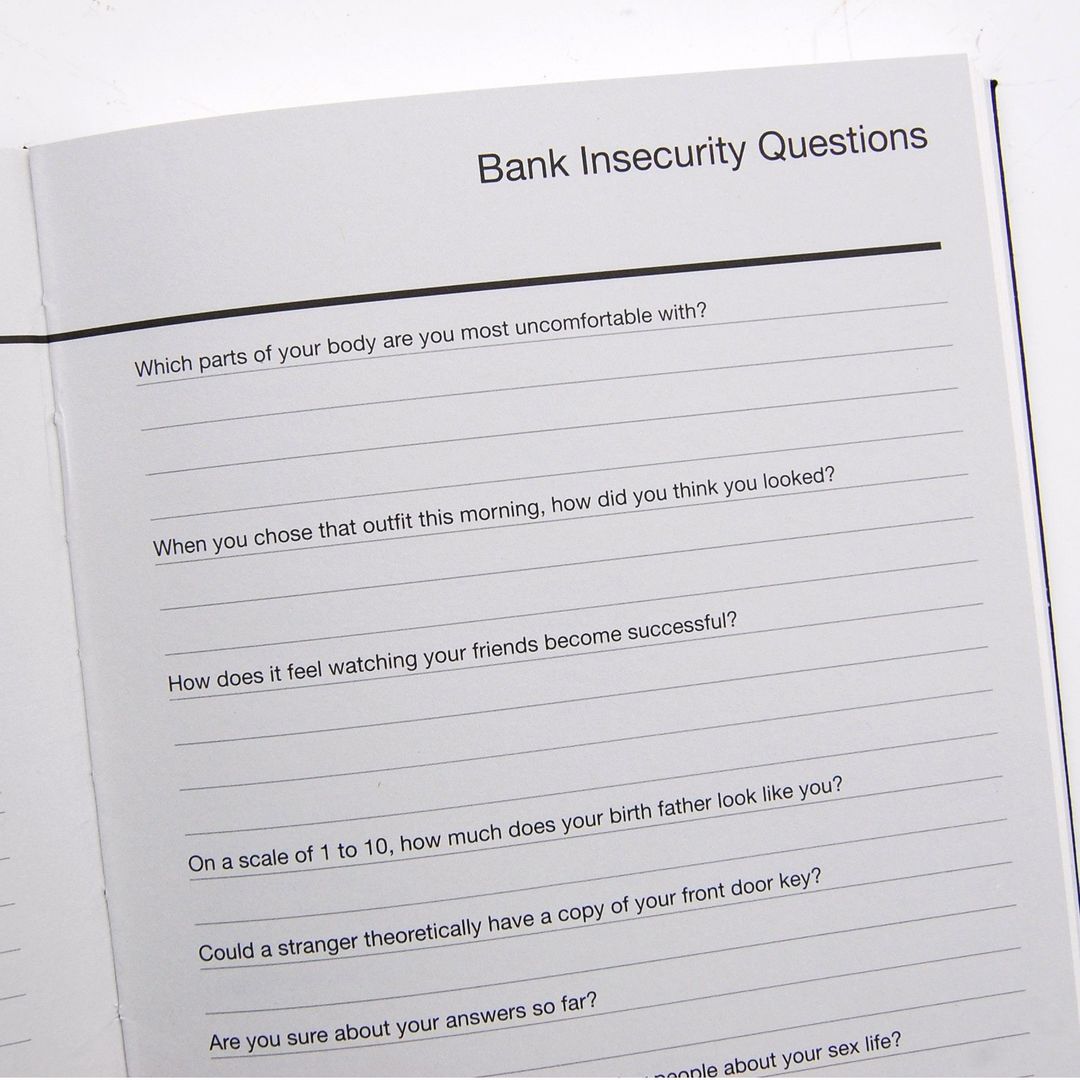 Bank Insecurity Questions
Which parts of your body are you most uncomfortable with?
When you chose that outfit this morning, how did you think you looked?
How does it feel watching your friends become successful?
On a scale of 1 to 10, how much does your birth father look like you?
Could a stranger theoretically have a copy of your front door key?
Are you sure about your answers so far?
people about your sex life?